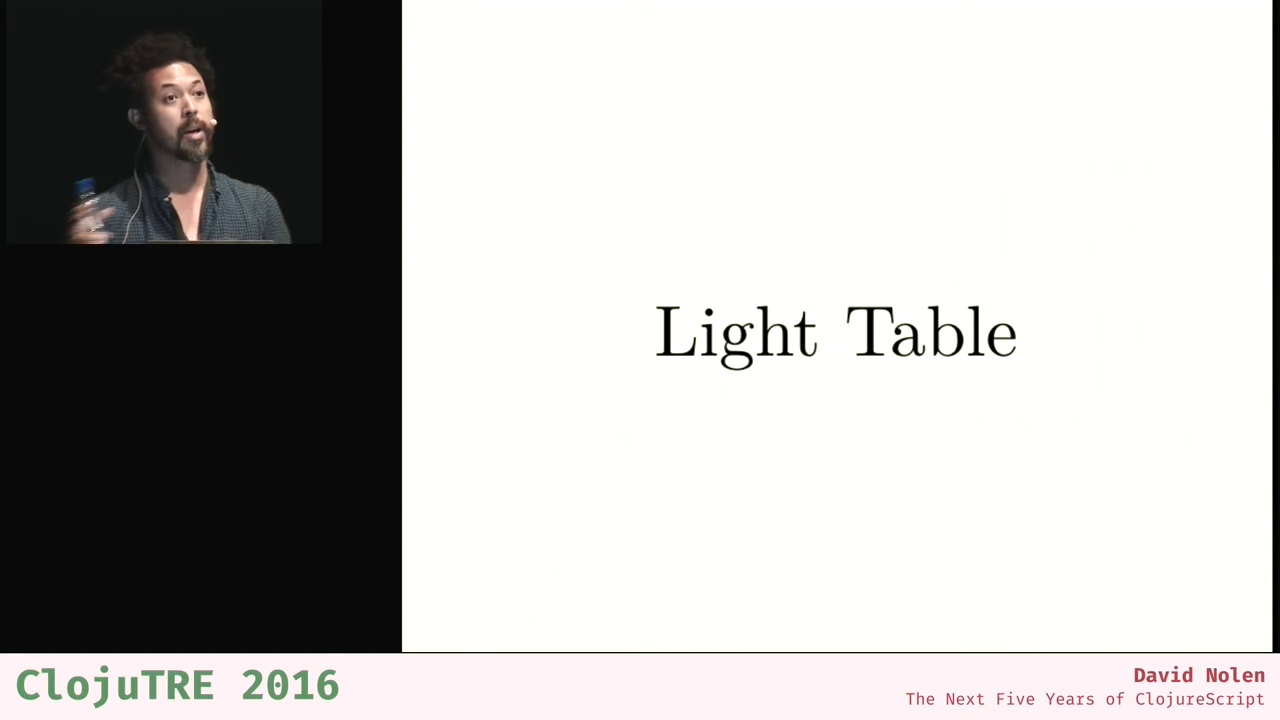 Light Table
ClojuTRE 2016
David Nolen
The Next Five Years of ClojureScript